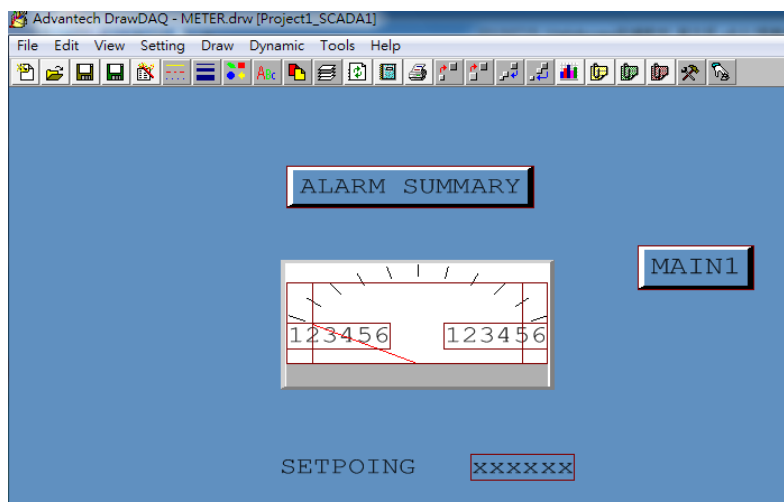 Advantech DrawDAQ - METER.drw [Project1_SCADA1]
File Edit View Setting Draw Dynamic Tools Help
ABC
ALARM SUMMARY
MAIN1
123456 123456
SETPOING xxxxxx